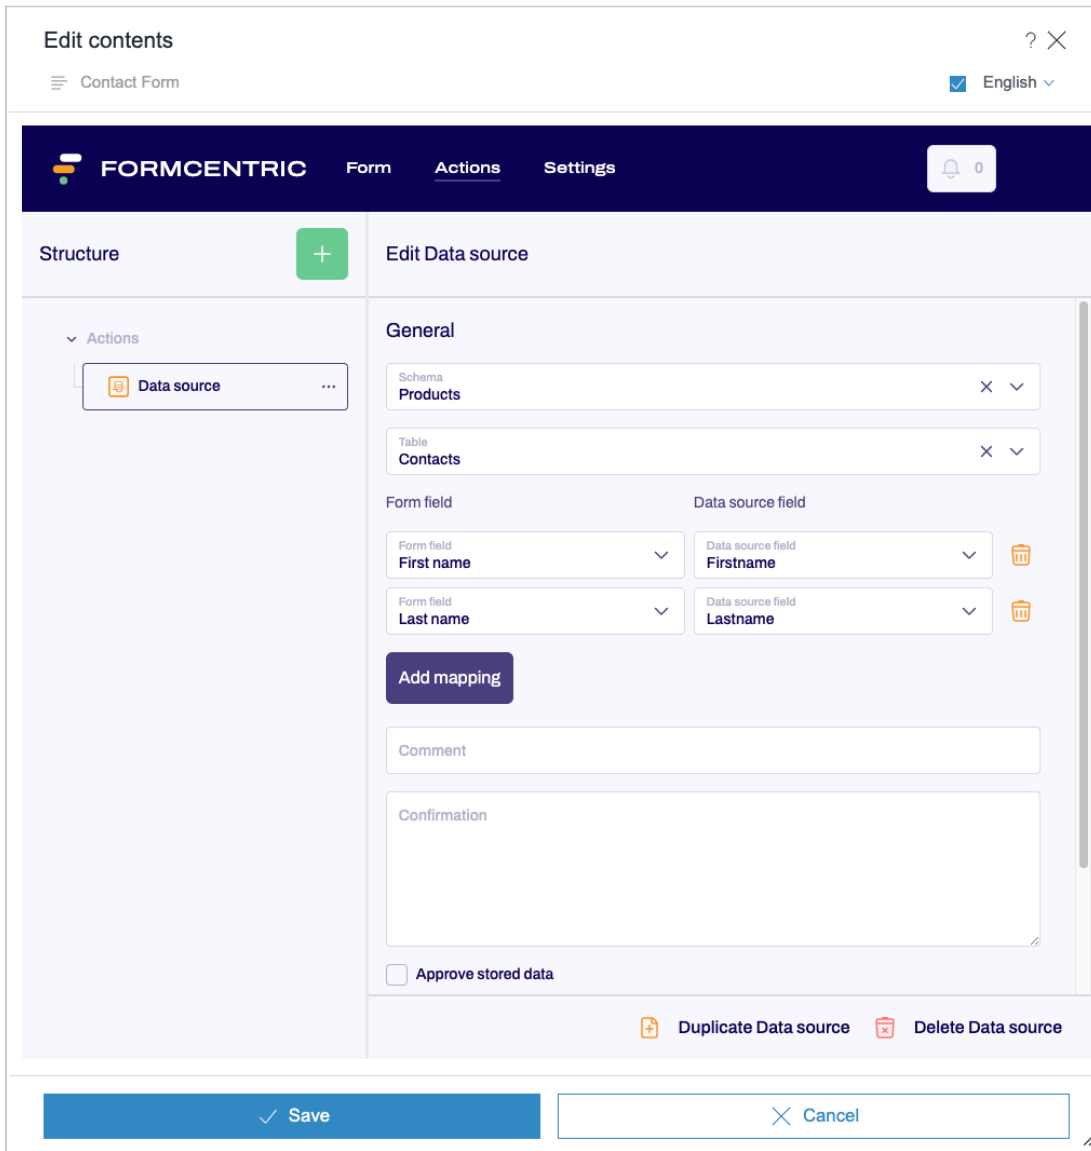 Edit contents
?
Contact Form
English
FORMCENTRIC
Form Actions Settings
0
Structure
+
Edit Data source
Actions
Data source
...
General
Schema
Products
Table
Contacts
Form field
Data source field
Form field
First name
Data source field
Firstname
Form field
Last name
Data source field
Lastname
Add mapping
Comment
Confirmation
Approve stored data
Duplicate Data source
Delete Data source
Save
Cancel